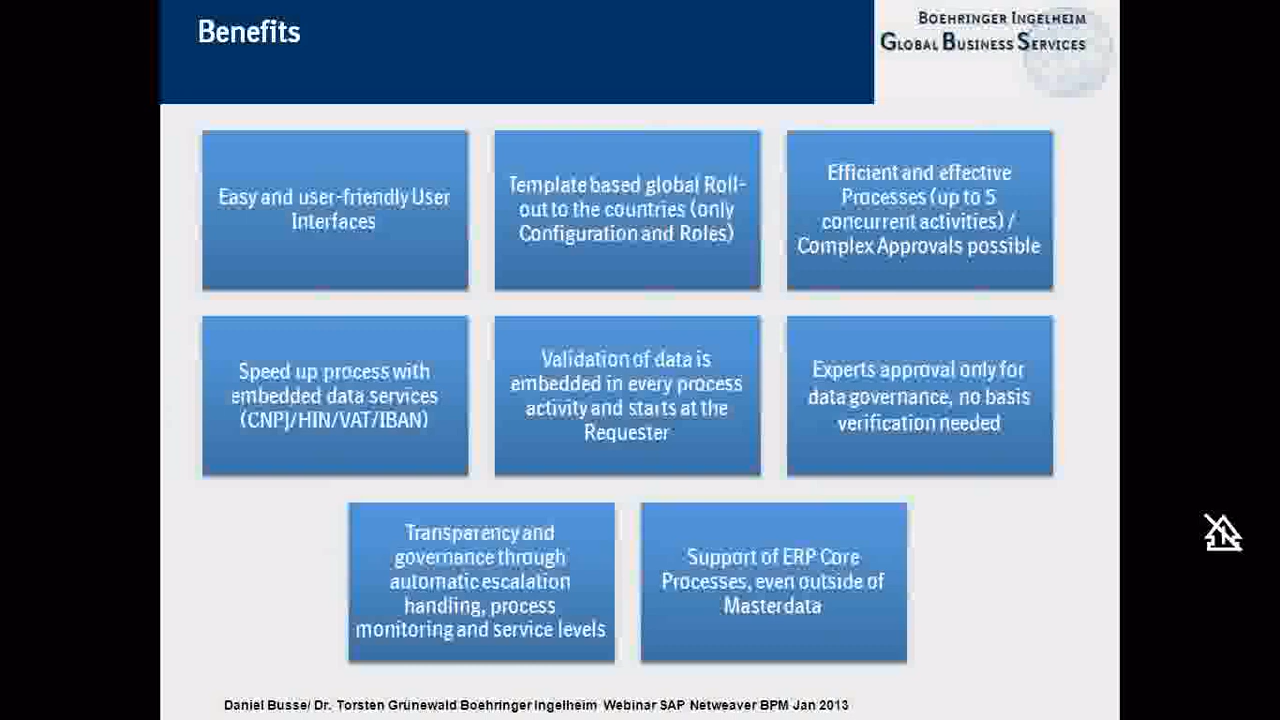 Benefits
BOEHRINGER INGELHEIM
GLOBAL BUSINESS SERVICES
Easy and user-friendly User
Interfaces
Template based global Roll-
out to the countries (only
Configuration and Roles)
Efficient and effective
Processes (up to 5
concurrent activities) /
Complex Approvals possible
Speed up process with
embedded data services
(CNPJ/HIN/VAT/IBAN)
Validation of data is
embedded in every process
activity and starts at the
Requester
Experts approval only for
data governance, no basis
verification needed
Transparency and
governance through
automatic escalation
handling, process
monitoring and service levels
Support of ERP Core
Processes, even outside of
Masterdata
Daniel Busse/ Dr. Torsten Grünewald Boehringer Ingelheim Webinar SAP Netweaver BPM Jan 2013